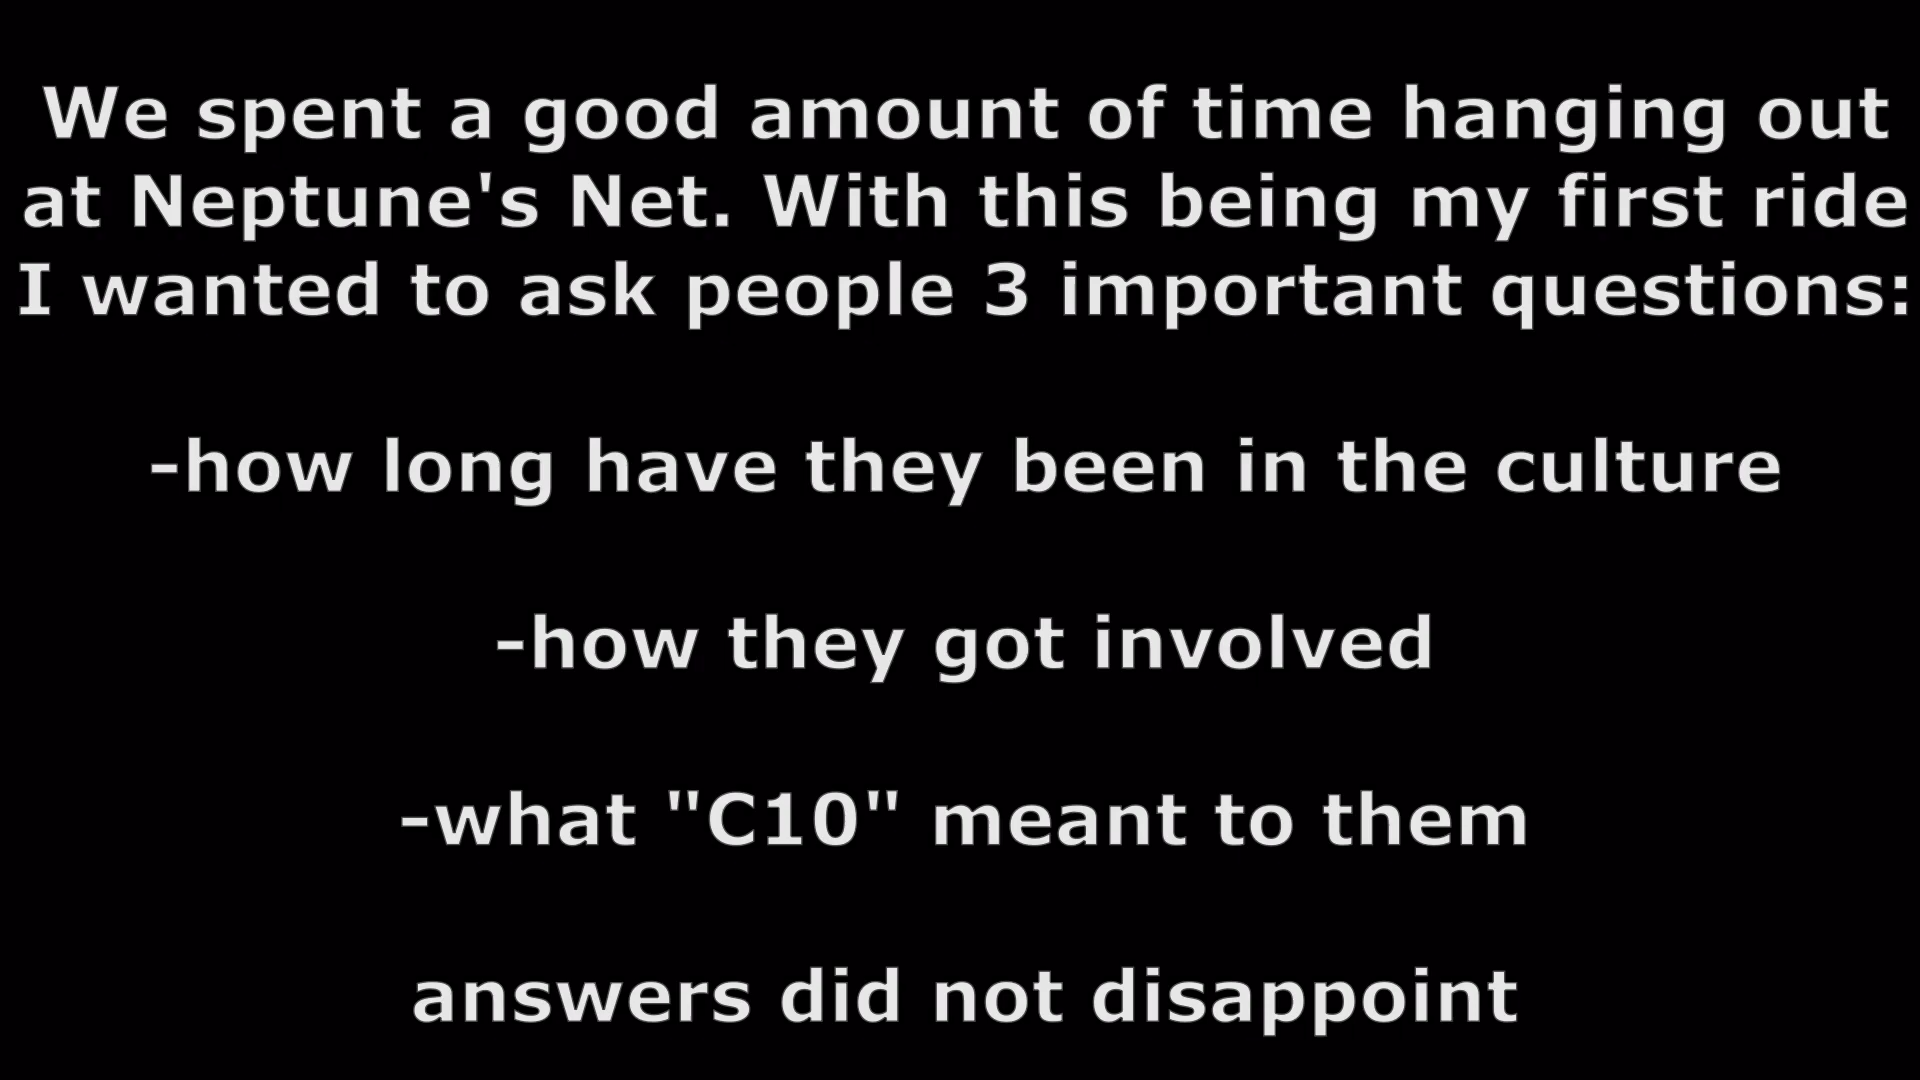 We spent a good amount of time hanging out
at Neptune's Net. With this being my first ride
I wanted to ask people 3 important questions:
-how long have they been in the culture
-how they got involved
-what "C10" meant to them
answers did not disappoint